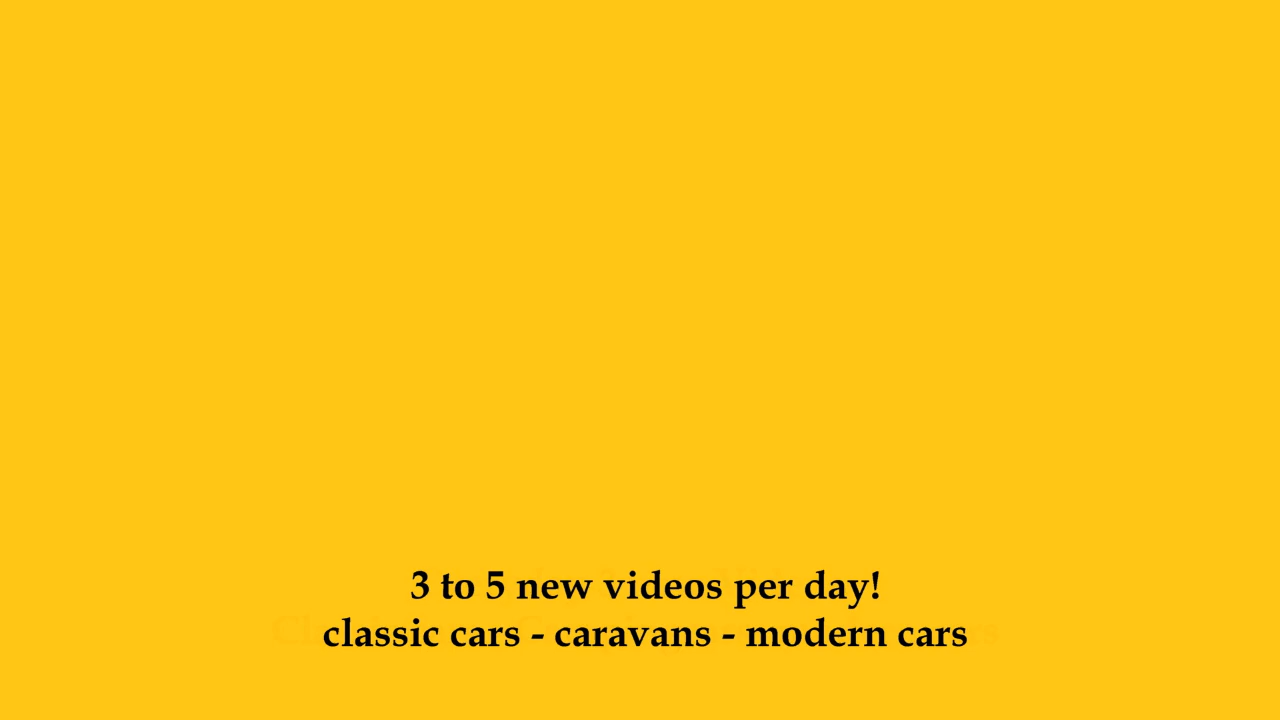 3 to 5 new videos per day!
classic cars - caravans - modern cars